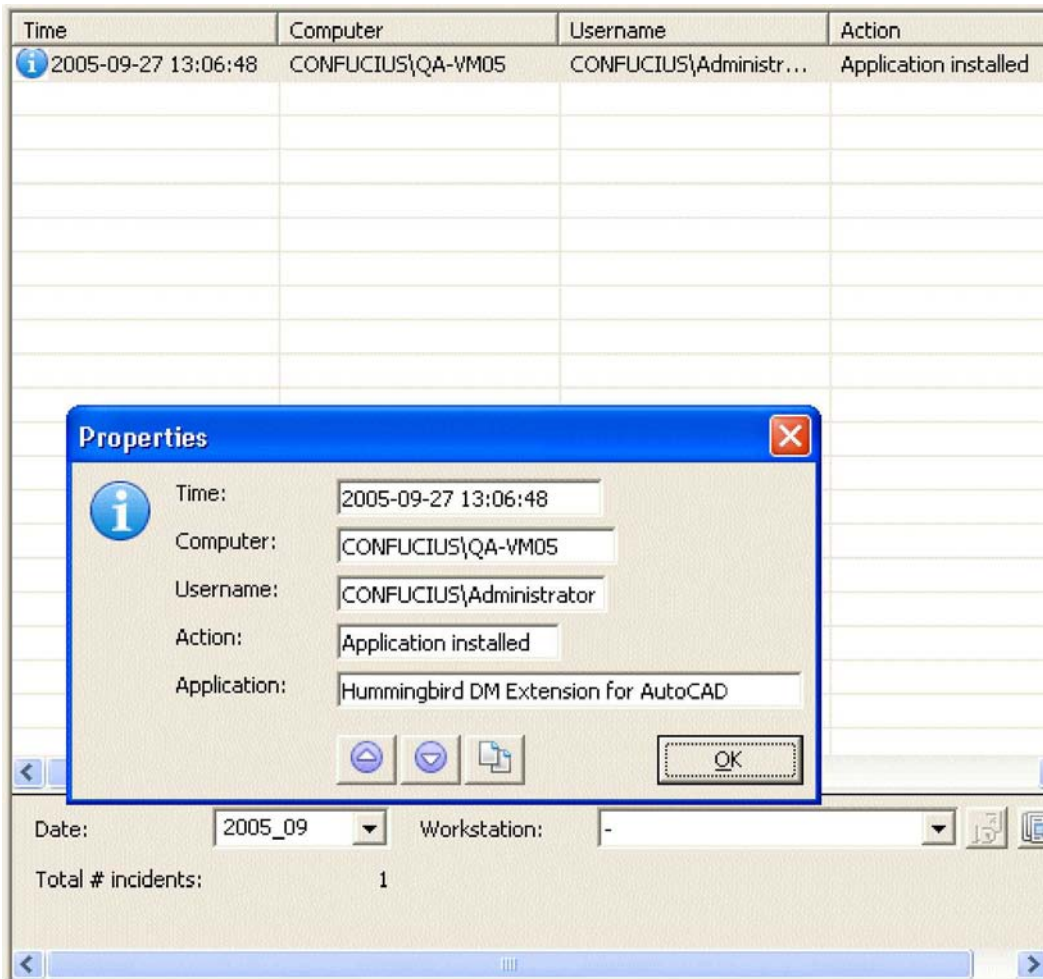 Time Computer Username Action
2005-09-27 13:06:48 CONFUCIUS\QA-VM05 CONFUCIUS\Administr... Application installed
Properties
Time: 2005-09-27 13:06:48
Computer: CONFUCIUS\QA-VM05
Username: CONFUCIUS\Administrator
Action: Application installed
Application: Hummingbird DM Extension for AutoCAD
OK
Date: 2005_09 Workstation: -
Total # incidents: 1